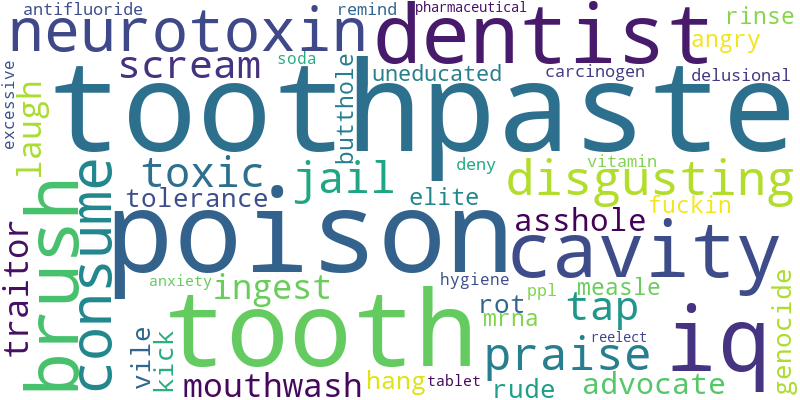 antifluoride
remind
pharmaceutical
rinse
neurotoxin
dentist
angry
scream
soda
uneducated
carcinogen
delusional
excessive
laugh
butthole
toothpaste
toxic
jail
deny
vitamin
disgusting
tolerance
elite
fuckin
brush
consume
poison
asshole
cavity
traitor
anxiety
ingest
hygiene
ppl
measle
genocide
tooth
rot
mrna
tap
iq
vile
kick
reelect
praise
mouthwash
hang
tablet
rude
advocate